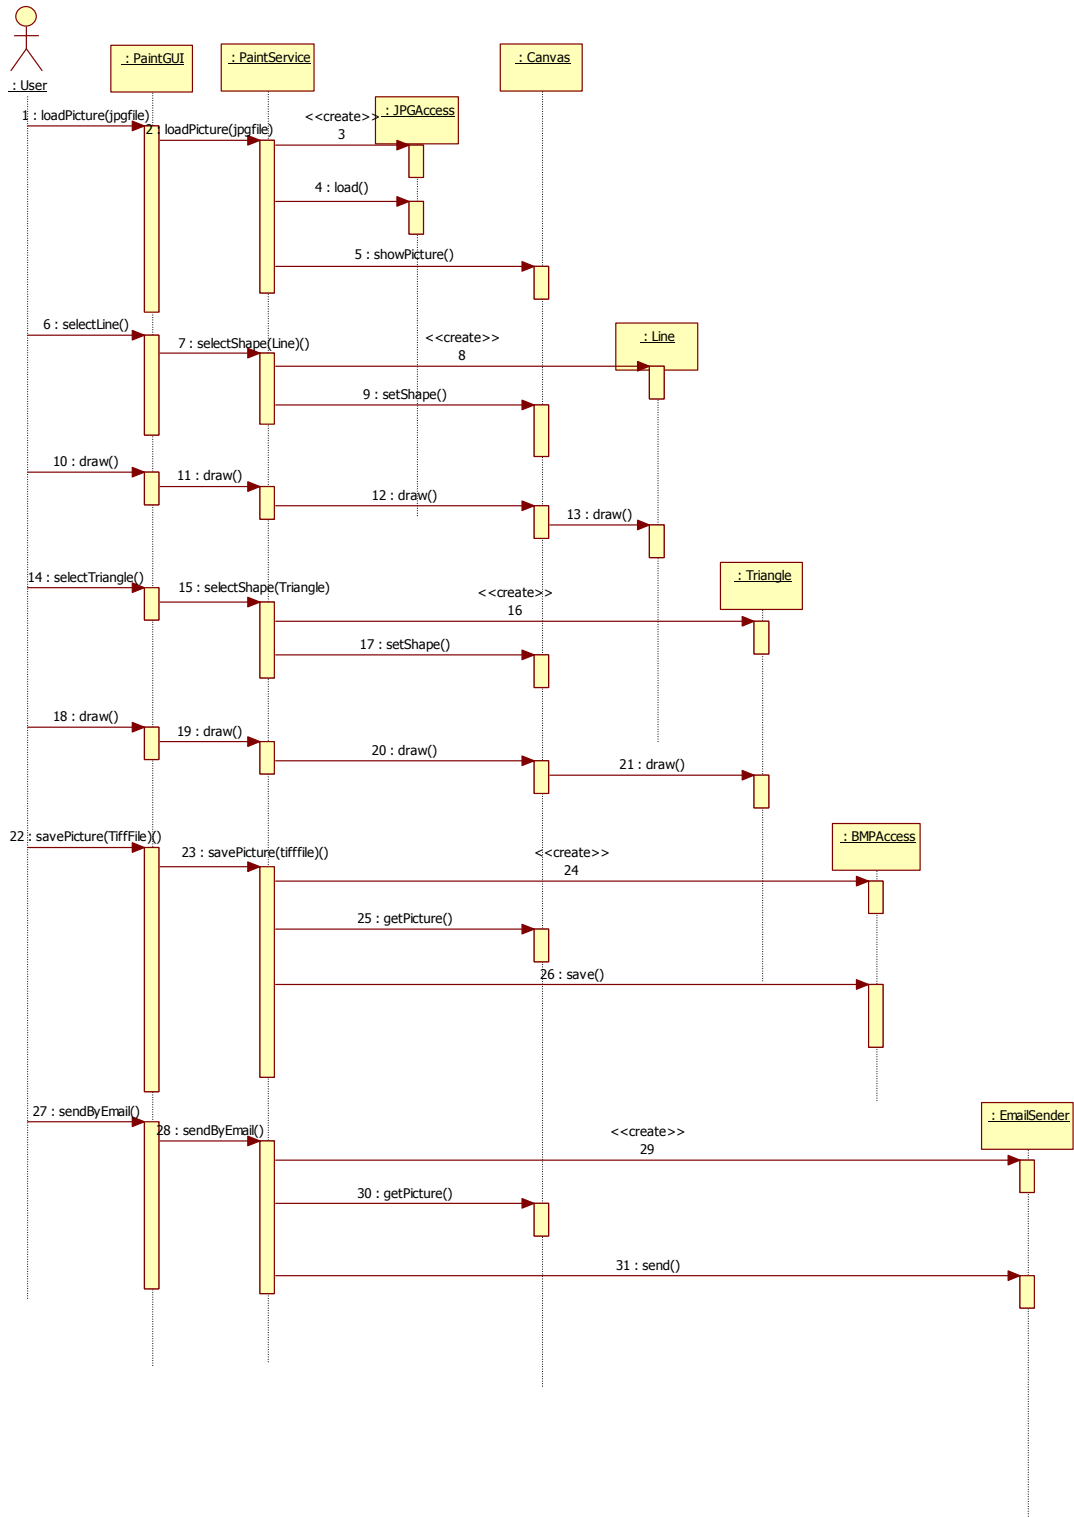 : User
: PaintGUI
: PaintService
: Canvas
: JPGAccess
1 : loadPicture(jpgfile)
2 : loadPicture(jpgfile)
<<create>>
3
4 : load()
5 : showPicture()
6 : selectLine()
7 : selectShape(Line)()
<<create>>
8
: Line
9 : setShape()
10 : draw()
11 : draw()
12 : draw()
13 : draw()
14 : selectTriangle()
15 : selectShape(Triangle)
<<create>>
16
: Triangle
17 : setShape()
18 : draw()
19 : draw()
20 : draw()
21 : draw()
22 : savePicture(TiffFile)()
23 : savePicture(tifffile)()
<<create>>
24
: BMPAccess
25 : getPicture()
26 : save()
27 : sendByEmail()
28 : sendByEmail()
<<create>>
29
: EmailSender
30 : getPicture()
31 : send()